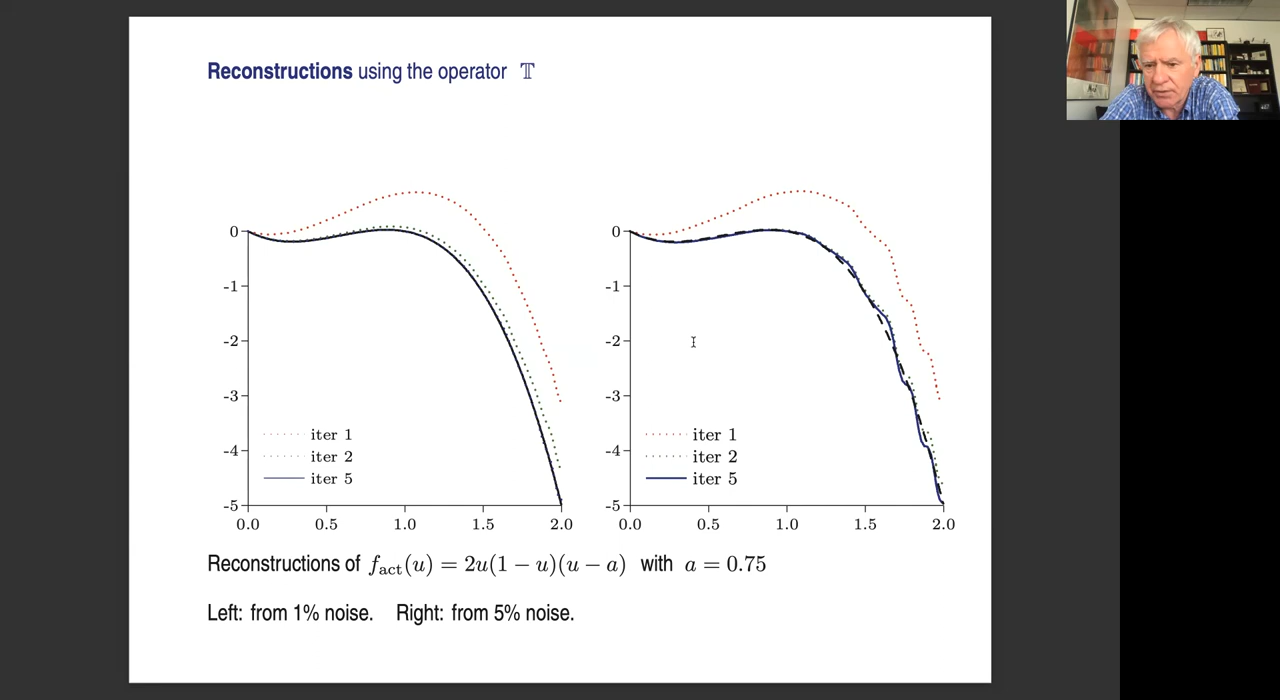 Reconstructions using the operator 𝕋
0
-1
-2
-3
-4
-5
iter 1
iter 2
iter 5
0.0 0.5 1.0 1.5 2.0
0
-1
-2
-3
-4
-5
iter 1
iter 2
iter 5
0.0 0.5 1.0 1.5 2.0
Reconstructions of f_act(u) = 2u(1 − u)(u − a) with a = 0.75
Left: from 1% noise. Right: from 5% noise.